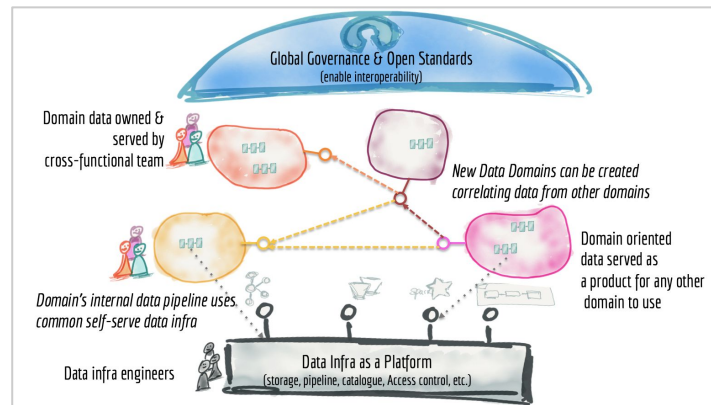 Global Governance & Open Standards
(enable interoperability)
Domain data owned &
served by
cross-functional team
New Data Domains can be created
correlating data from other domains
Domain oriented
data served as
a product for any other
domain to use
Domain's internal data pipeline uses
common self-serve data infra
Data infra engineers
Data Infra as a Platform
(storage, pipeline, catalogue, Access control, etc.)